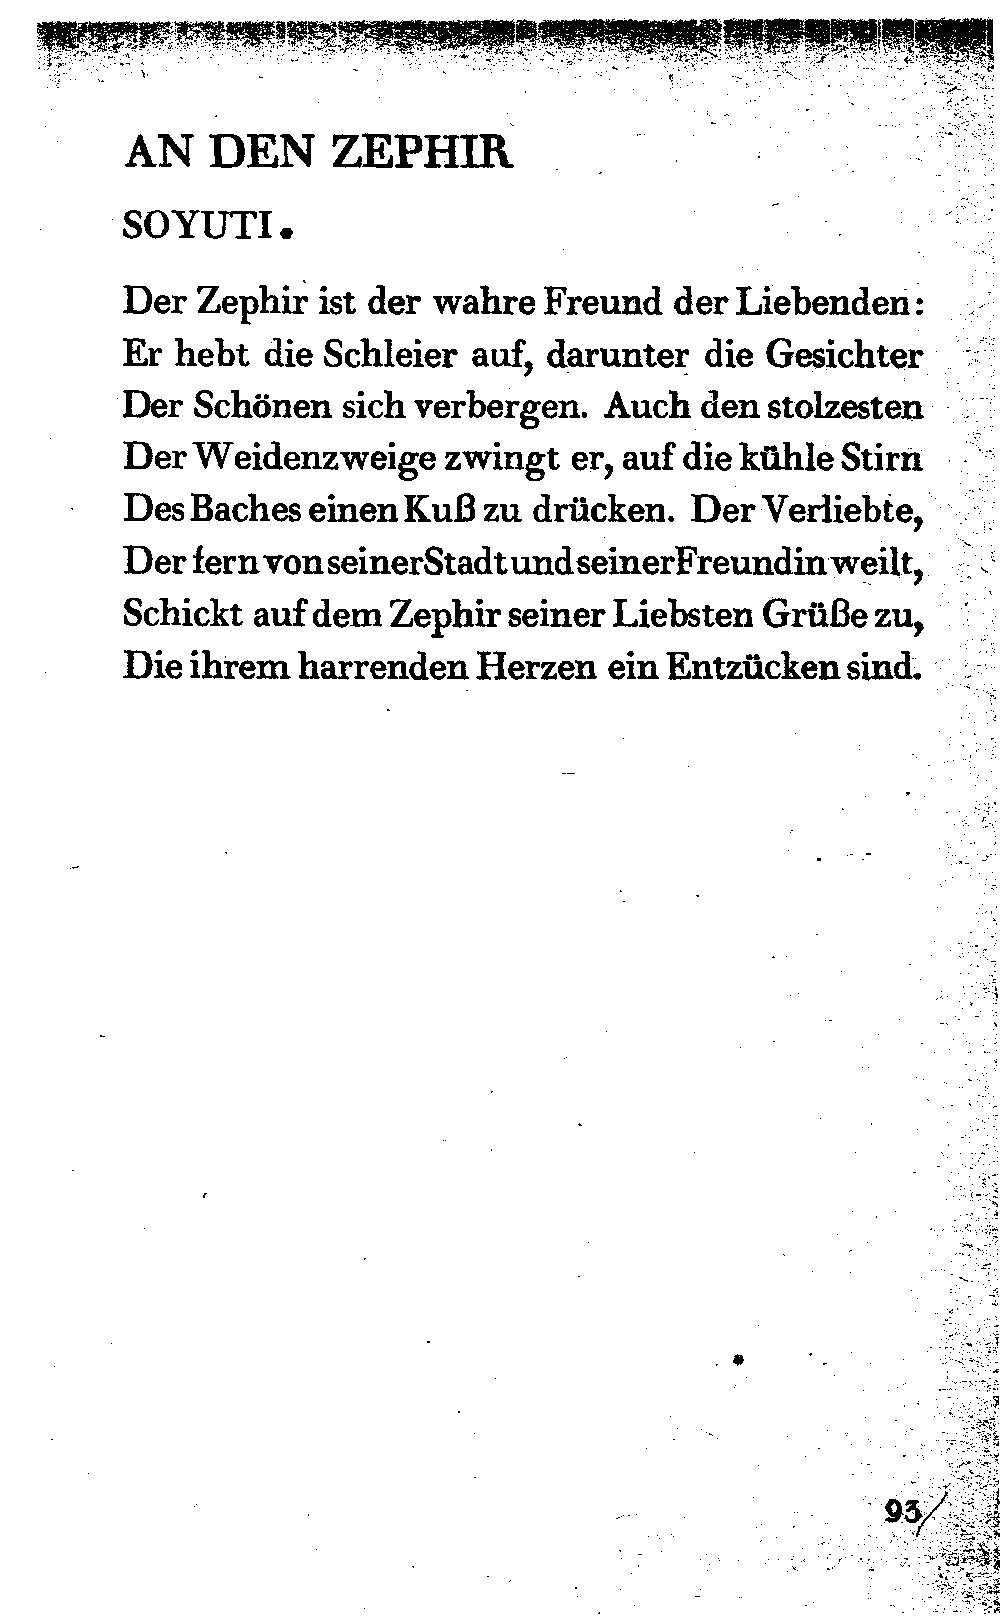 AN DEN ZEPHIR
SOYUTI.
Der Zephir ist der wahre Freund der Liebenden:
Er hebt die Schleier auf, darunter die Gesichter
Der Schönen sich verbergen. Auch den stolzesten
Der Weidenzweige zwingt er, auf die kühle Stirn
Des Baches einen Kuß zu drücken. Der Verliebte,
Der fern von seiner Stadt und seiner Freundin weilt,
Schickt auf dem Zephir seiner Liebsten Grüße zu,
Die ihrem harrenden Herzen ein Entzücken sind.
93